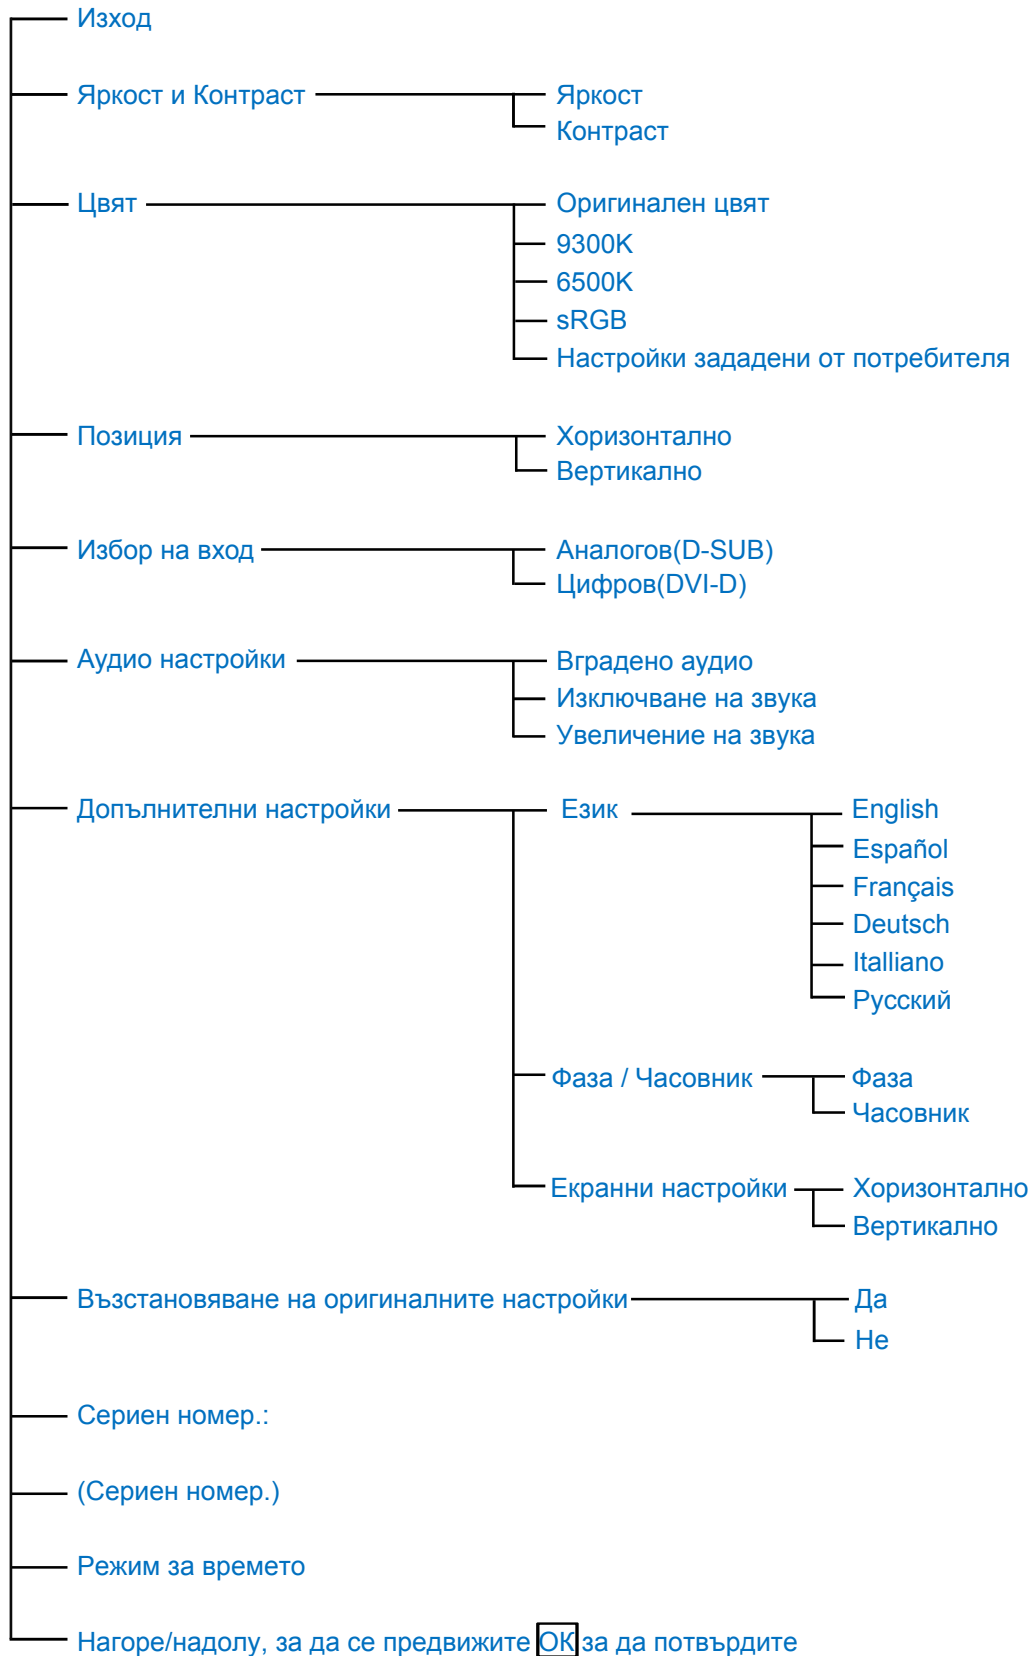 Изход
Яркост и Контраст
Яркост
Контраст
Цвят
Оригинален цвят
9300K
6500K
sRGB
Настройки зададени от потребителя
Позиция
Хоризонтално
Вертикално
Избор на вход
Аналогов(D-SUB)
Цифров(DVI-D)
Аудио настройки
Вградено аудио
Изключване на звука
Увеличение на звука
Допълнителни настройки
Език
English
Español
Français
Deutsch
Italliano
Русский
Фаза / Часовник
Фаза
Часовник
Екранни настройки
Хоризонтално
Вертикално
Възстановяване на оригиналните настройки
Да
Не
Сериен номер.:
(Сериен номер.)
Режим за времето
Нагоре/надолу, за да се предвижите OK за да потвърдите